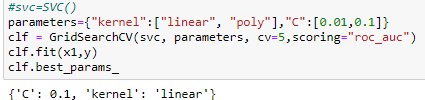 #svc=SVC()
parameters={"kernel":["linear", "poly"],"C":[0.01,0.1]}
clf = GridSearchCV(svc, parameters, cv=5,scoring="roc_auc")
clf.fit(x1,y)
clf.best_params_
{'C': 0.1, 'kernel': 'linear'}